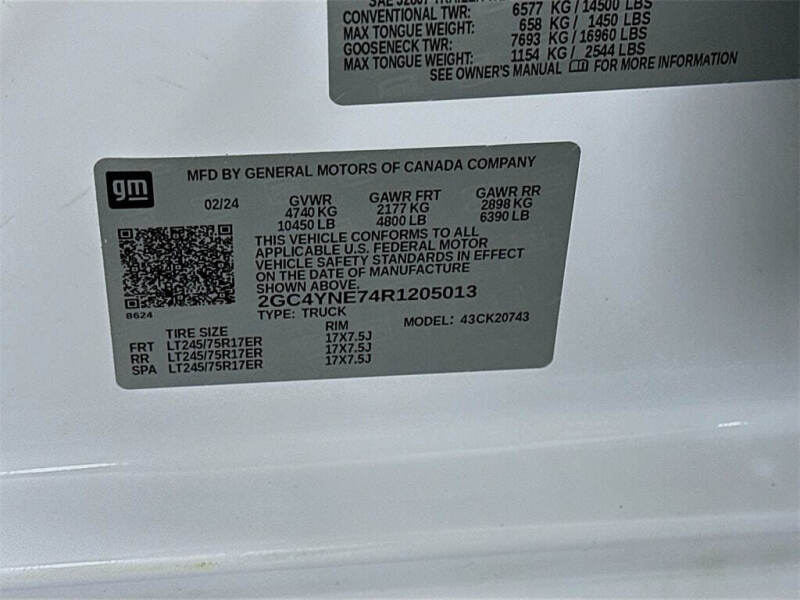 CONVENTIONAL TWR: 6577 KG / 14500 LBS
MAX TONGUE WEIGHT: 658 KG / 1450 LBS
GOOSENECK TWR: 7693 KG / 16960 LBS
MAX TONGUE WEIGHT: 1154 KG / 2544 LBS
SEE OWNER'S MANUAL FOR MORE INFORMATION
gm
MFD BY GENERAL MOTORS OF CANADA COMPANY
02/24 GVWR GAWR FRT GAWR RR
4740 KG 2177 KG 2898 KG
10450 LB 4800 LB 6390 LB
THIS VEHICLE CONFORMS TO ALL
APPLICABLE U.S. FEDERAL MOTOR
VEHICLE SAFETY STANDARDS IN EFFECT
ON THE DATE OF MANUFACTURE
SHOWN ABOVE.
2GC4YNE74R1205013
8624
TYPE: TRUCK MODEL: 43CK20743
TIRE SIZE RIM
FRT LT245/75R17ER 17X7.5J
RR LT245/75R17ER 17X7.5J
SPA LT245/75R17ER 17X7.5J